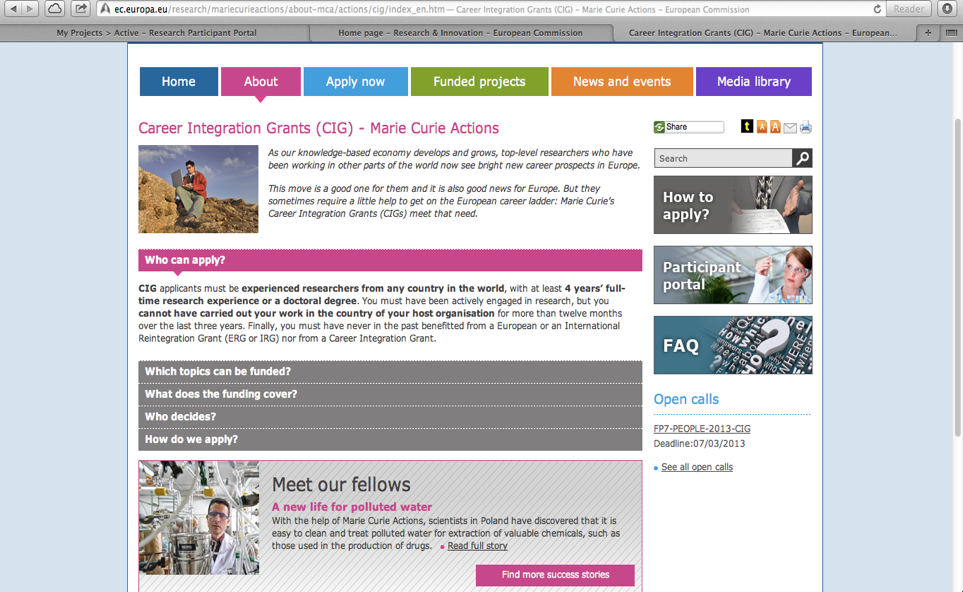 ec.europa.eu/research/mariecurieactions/about-mca/actions/cig/index_en.htm — Career Integration Grants (CIG) – Marie Curie Actions – European Commission
Reader
My Projects > Active – Research Participant Portal
Home page – Research & Innovation – European Commission
Career Integration Grants (CIG) – Marie Curie Actions – European...
Home
About
Apply now
Funded projects
News and events
Media library
Career Integration Grants (CIG) - Marie Curie Actions
Share
t
A
A
As our knowledge-based economy develops and grows, top-level researchers who have
been working in other parts of the world now see bright new career prospects in Europe.
This move is a good one for them and it is also good news for Europe. But they
sometimes require a little help to get on the European career ladder: Marie Curie's
Career Integration Grants (CIGs) meet that need.
Search
How to
apply?
Participant
portal
FAQ
WHERE
Who can apply?
CIG applicants must be experienced researchers from any country in the world, with at least 4 years' full-
time research experience or a doctoral degree. You must have been actively engaged in research, but you
cannot have carried out your work in the country of your host organisation for more than twelve months
over the last three years. Finally, you must have never in the past benefitted from a European or an International
Reintegration Grant (ERG or IRG) nor from a Career Integration Grant.
Which topics can be funded?
What does the funding cover?
Who decides?
How do we apply?
Open calls
FP7-PEOPLE-2013-CIG
Deadline:07/03/2013
See all open calls
Meet our fellows
A new life for polluted water
With the help of Marie Curie Actions, scientists in Poland have discovered that it is
easy to clean and treat polluted water for extraction of valuable chemicals, such as
those used in the production of drugs. Read full story
Find more success stories